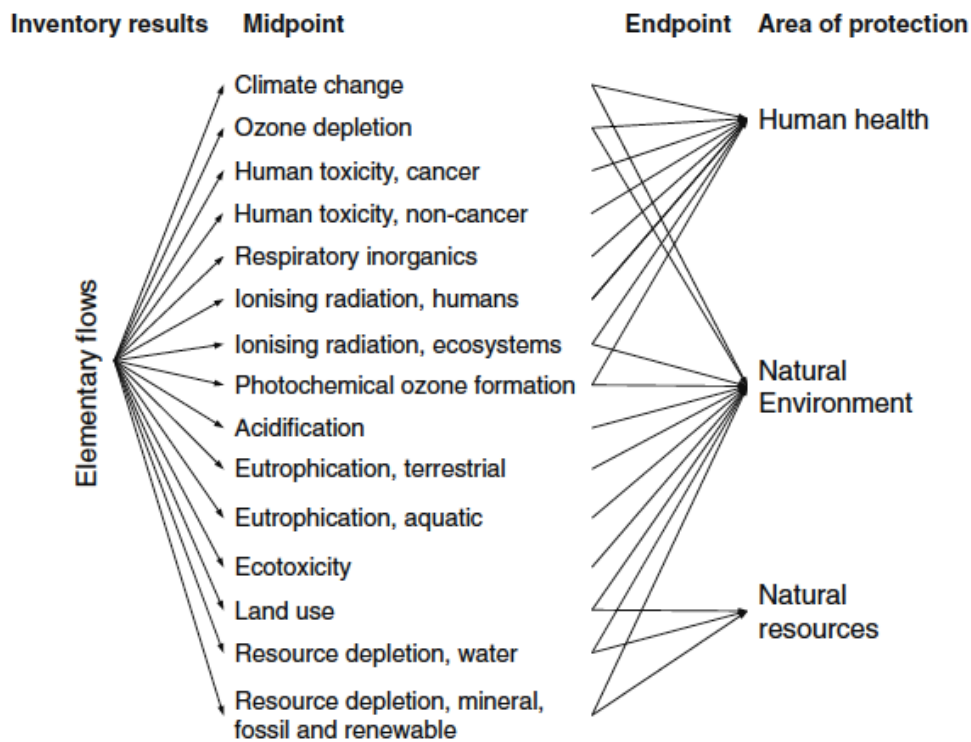 Inventory results Midpoint Endpoint Area of protection
Climate change
Human health
Ozone depletion
Human toxicity, cancer
Human toxicity, non-cancer
Respiratory inorganics
Ionising radiation, humans
Elementary flows
Ionising radiation, ecosystems
Photochemical ozone formation
Natural
Environment
Acidification
Eutrophication, terrestrial
Eutrophication, aquatic
Ecotoxicity
Land use
Natural
resources
Resource depletion, water
Resource depletion, mineral,
fossil and renewable